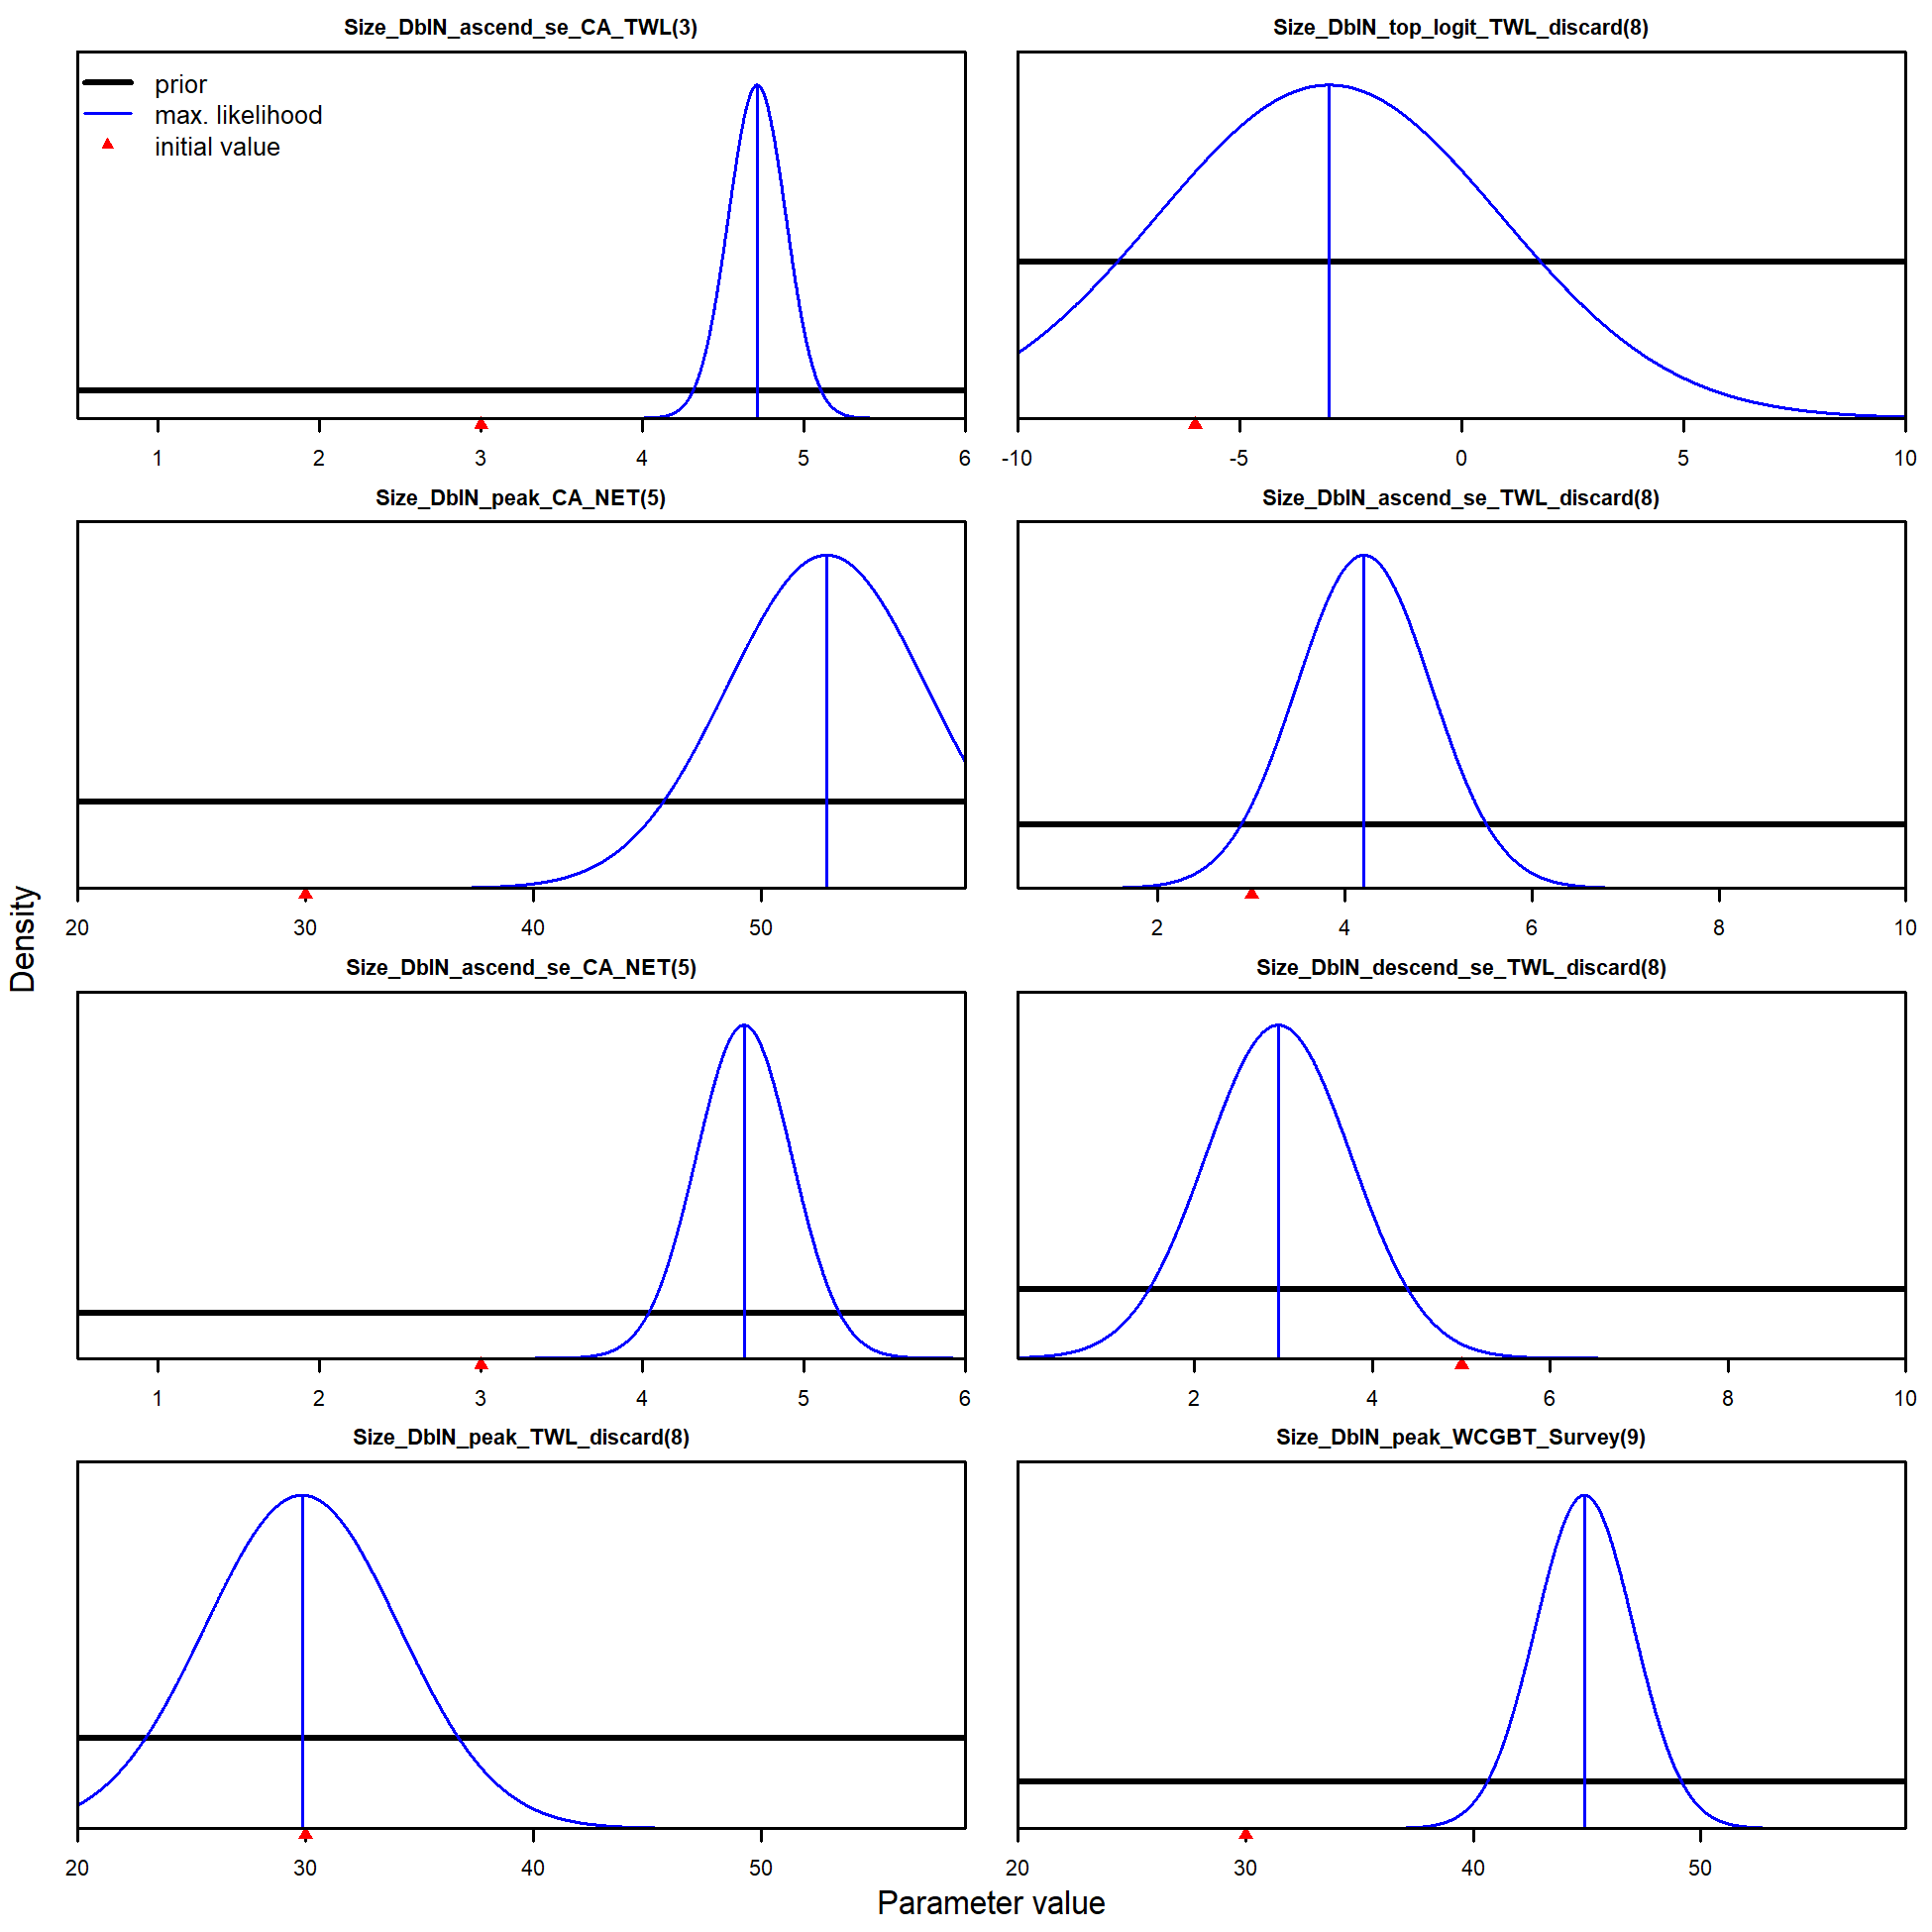 Size_DblN_ascend_se_CA_TWL(3)
prior
max. likelihood
initial value
1 2 3 4 5 6
Size_DblN_top_logit_TWL_discard(8)
-10 -5 0 5 10
Size_DblN_peak_CA_NET(5)
20 30 40 50
Size_DblN_ascend_se_TWL_discard(8)
2 4 6 8 10
Size_DblN_ascend_se_CA_NET(5)
1 2 3 4 5 6
Size_DblN_descend_se_TWL_discard(8)
2 4 6 8 10
Size_DblN_peak_TWL_discard(8)
20 30 40 50
Size_DblN_peak_WCGBT_Survey(9)
20 30 40 50
Density
Parameter value